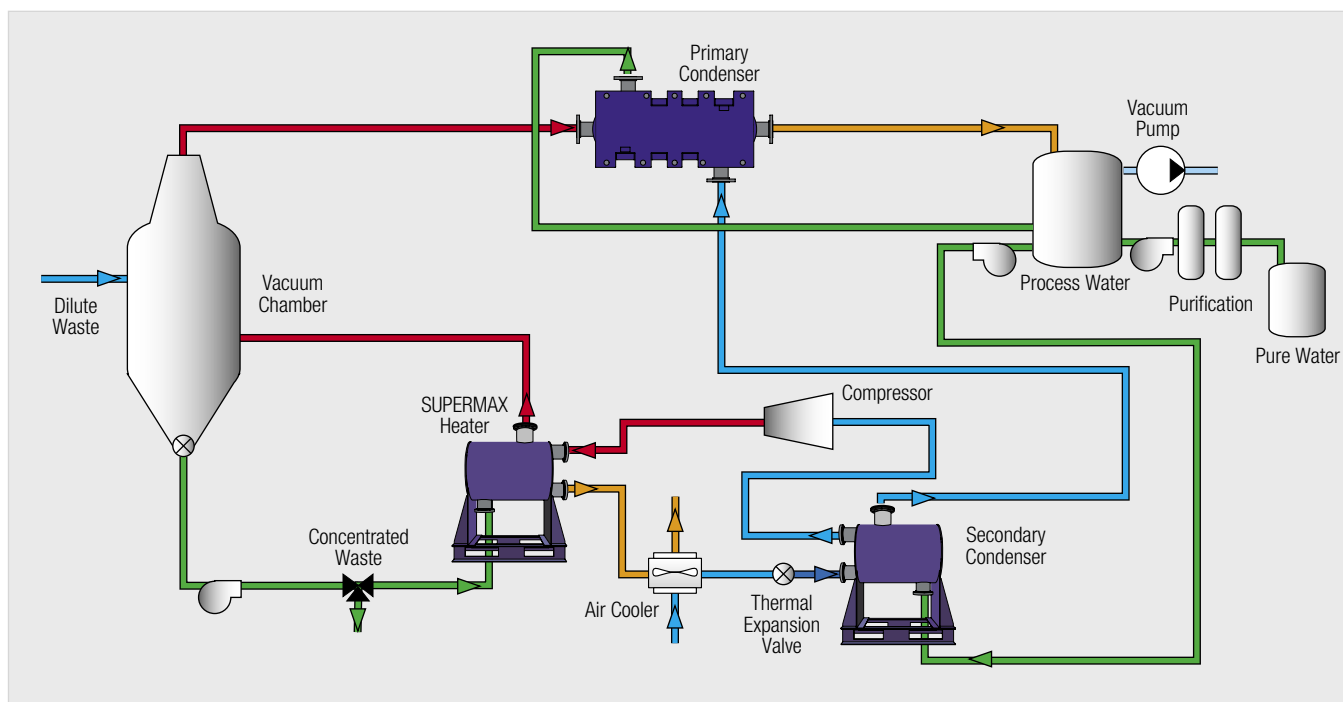 Primary
Condenser
Vacuum
Pump
Dilute
Waste
Vacuum
Chamber
Process Water
Purification
Pure Water
SUPERMAX
Heater
Compressor
Concentrated
Waste
Air Cooler
Thermal
Expansion
Valve
Secondary
Condenser